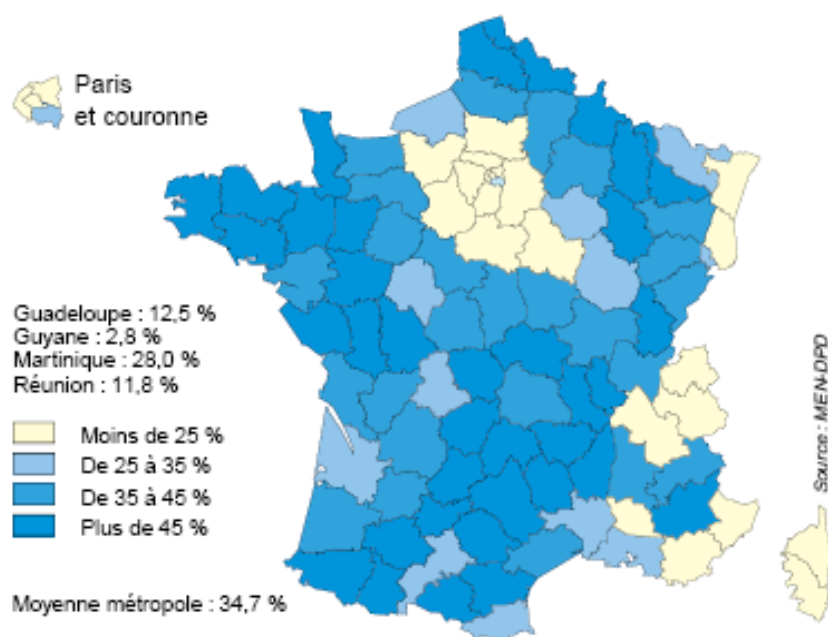 Paris
et couronne
Guadeloupe : 12,5 %
Guyane : 2,8 %
Martinique : 28,0 %
Réunion : 11,8 %
Moins de 25 %
De 25 à 35 %
De 35 à 45 %
Plus de 45 %
Moyenne métropole : 34,7 %
Source : MEN-DPD